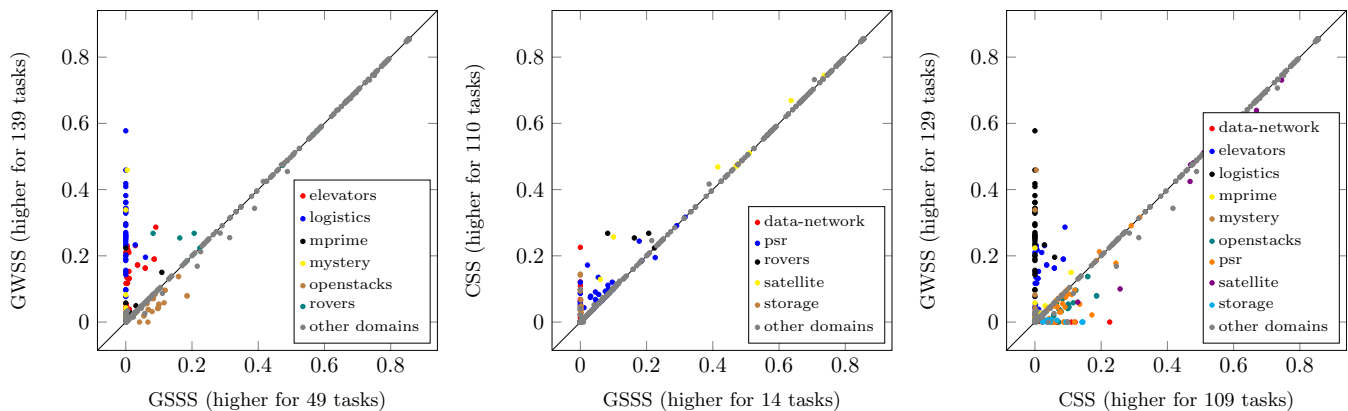 GWSS (higher for 139 tasks)
0.8
0.6
0.4
0.2
0
0
0.2
0.4
0.6
0.8
GSSS (higher for 49 tasks)
elevators
logistics
mprime
mystery
openstacks
rovers
other domains
CSS (higher for 110 tasks)
0.8
0.6
0.4
0.2
0
0
0.2
0.4
0.6
0.8
GSSS (higher for 14 tasks)
data-network
psr
rovers
satellite
storage
other domains
GWSS (higher for 129 tasks)
0.8
0.6
0.4
0.2
0
0
0.2
0.4
0.6
0.8
CSS (higher for 109 tasks)
data-network
elevators
logistics
mprime
mystery
openstacks
psr
satellite
storage
other domains